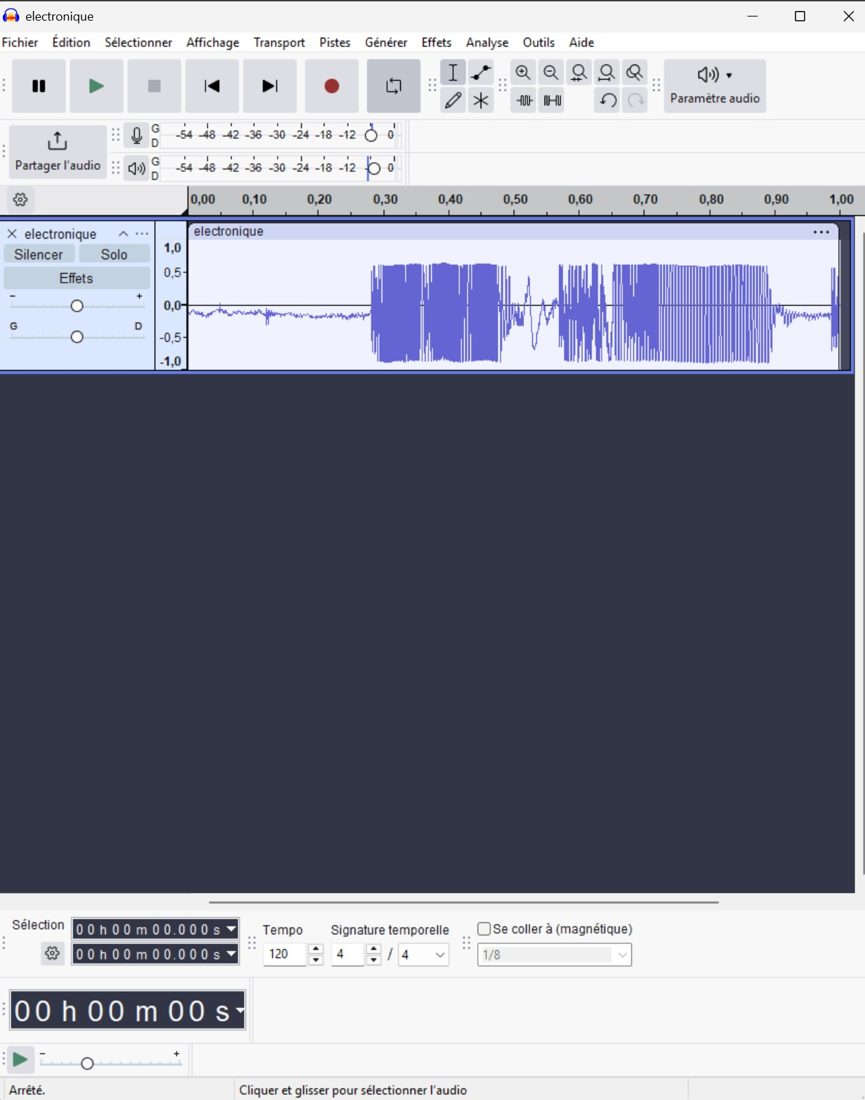 electronique
Fichier Édition Sélectionner Affichage Transport Pistes Générer Effets Analyse Outils Aide
Paramètre audio
Partager l'audio
G
D
-54 -48 -42 -36 -30 -24 -18 -12 0
G
D
-54 -48 -42 -36 -30 -24 -18 -12 0
0,00 0,10 0,20 0,30 0,40 0,50 0,60 0,70 0,80 0,90 1,00
electronique
Silencer Solo
Effets
- +
G D
1,0
0,5
0,0
-0,5
-1,0
electronique
Sélection
00 h 00 m 00.000 s
00 h 00 m 00.000 s
Tempo
120
Signature temporelle
4 / 4
Se coller à (magnétique)
1/8
00 h 00 m 00 s
- +
Arrêté.
Cliquer et glisser pour sélectionner l'audio